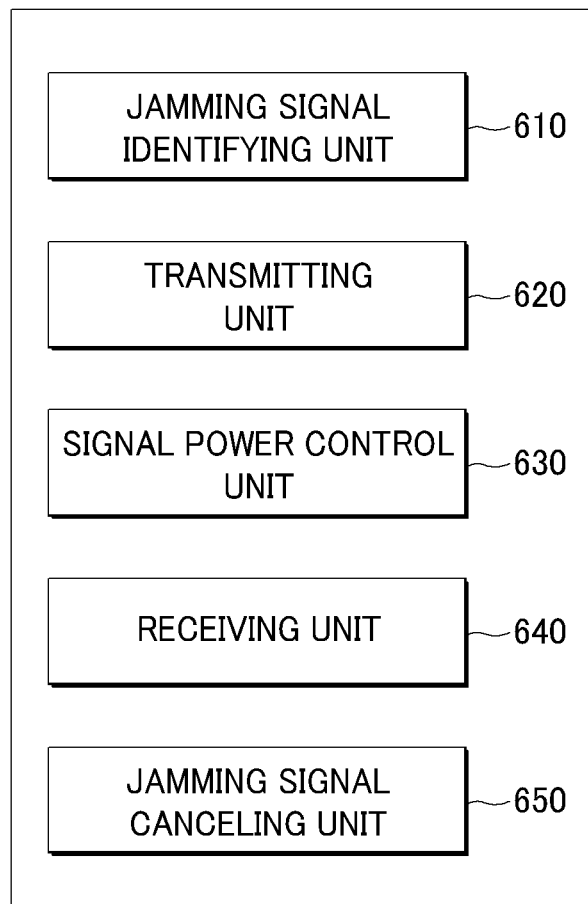 JAMMING SIGNAL
IDENTIFYING UNIT
610
TRANSMITTING
UNIT
620
SIGNAL POWER CONTROL
UNIT
630
RECEIVING UNIT
640
JAMMING SIGNAL
CANCELING UNIT
650